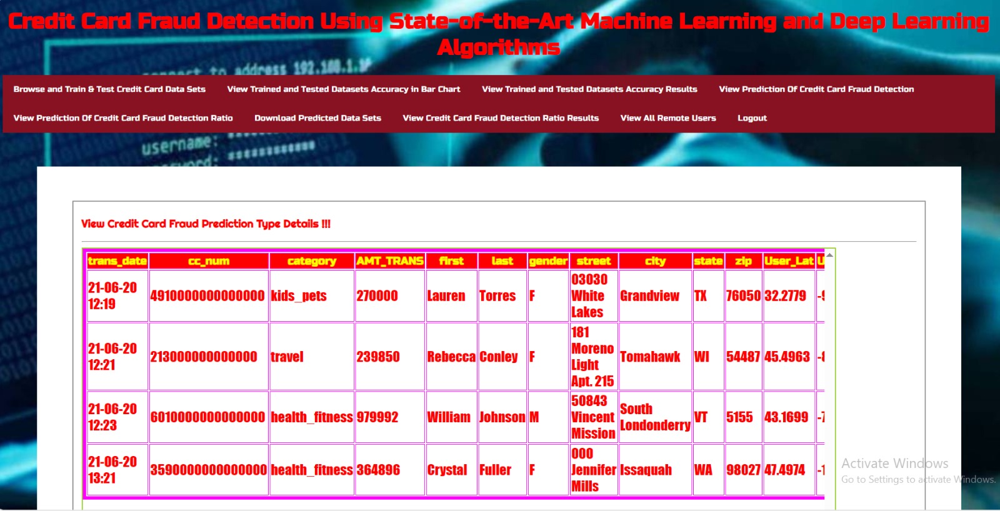 Credit Card Fraud Detection Using State-of-the-Art Machine Learning and Deep Learning
Algorithms
connect to address 192.168.1.1
Browse and Train & Test Credit Card Data Sets View Trained and Tested Datasets Accuracy in Bar Chart View Trained and Tested Datasets Accuracy Results View Prediction Of Credit Card Fraud Detection
View Prediction Of Credit Card Fraud Detection Ratio Download Predicted Data Sets View Credit Card Fraud Detection Ratio Results View All Remote Users Logout
username:
password:
View Credit Card Fraud Prediction Type Details !!!
trans_date cc_num category AMT_TRANS first last gender street city state zip User_Lat
21-06-20 12:19 4910000000000000 kids_pets 270000 Lauren Torres F 03030 White Lakes Grandview TX 76050 32.2779
21-06-20 12:21 213000000000000 travel 239850 Rebecca Conley F 181 Moreno Light Apt. 215 Tomahawk WI 54487 45.4963
21-06-20 12:23 6010000000000000 health_fitness 979992 William Johnson M 50843 Vincent Mission South Londonderry VT 5155 43.1699
21-06-20 13:21 3590000000000000 health_fitness 364896 Crystal Fuller F 000 Jennifer Mills Issaquah WA 98027 47.4974
Activate Windows
Go to Settings to activate Windows.